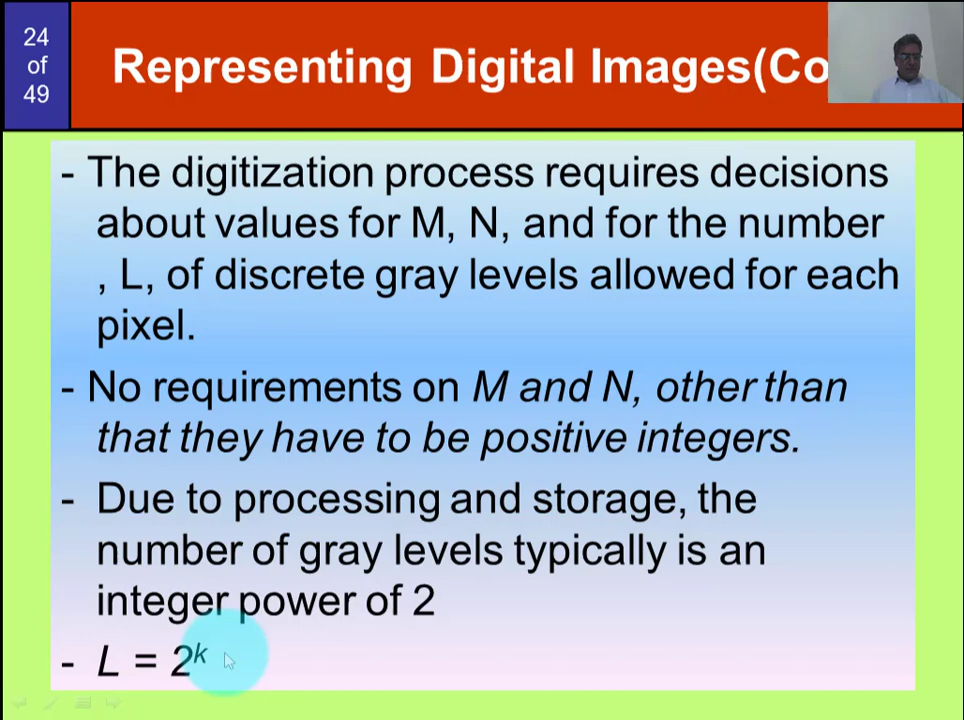 24
of
49
Representing Digital Images(Co
- The digitization process requires decisions
about values for M, N, and for the number
, L, of discrete gray levels allowed for each
pixel.
- No requirements on M and N, other than
that they have to be positive integers.
- Due to processing and storage, the
number of gray levels typically is an
integer power of 2
- L = 2ᵏ